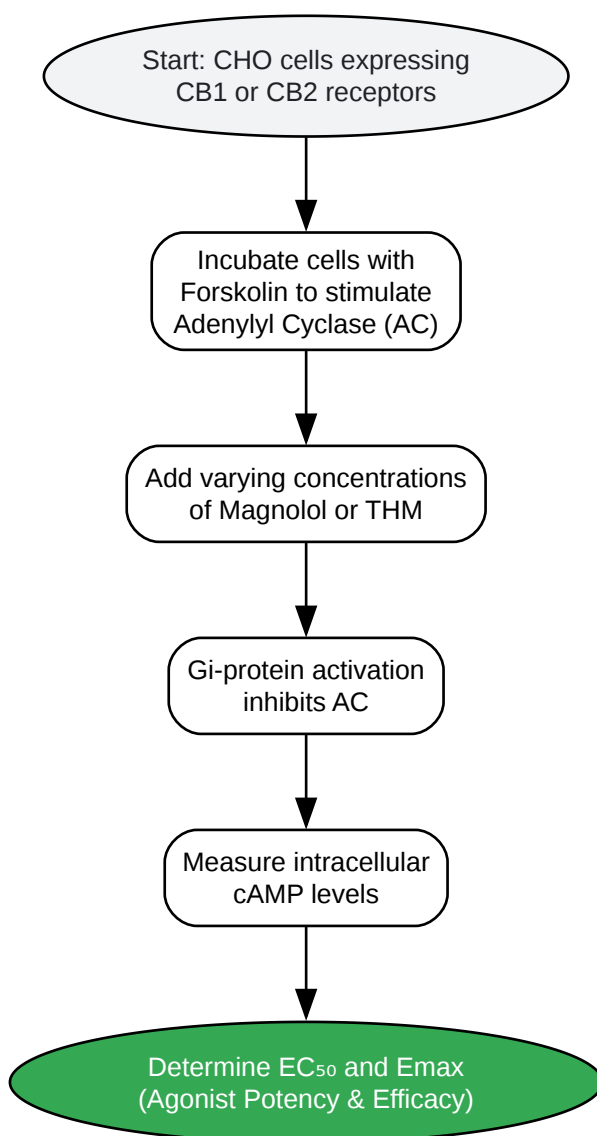 Start: CHO cells expressing
CB1 or CB2 receptors
Incubate cells with
Forskolin to stimulate
Adenylyl Cyclase (AC)
Add varying concentrations
of Magnolol or THM
Gi-protein activation
inhibits AC
Measure intracellular
cAMP levels
Determine EC₅₀ and Emax
(Agonist Potency & Efficacy)